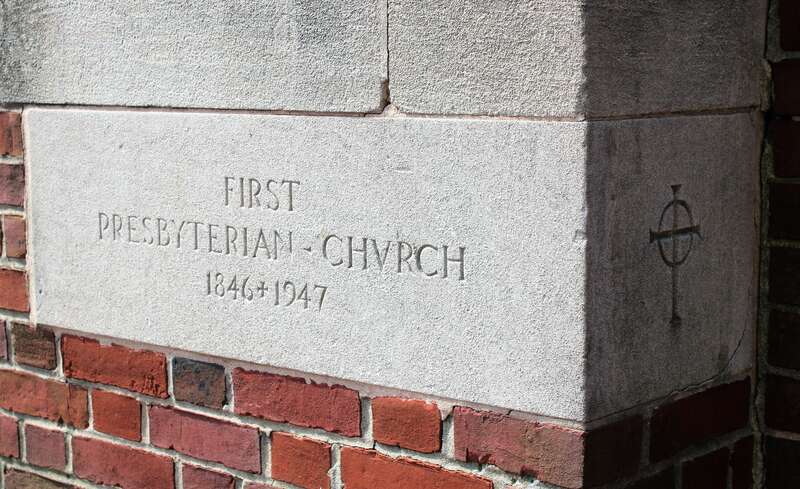 FIRST
PRESBYTERIAN - CHVRCH
1846+1947